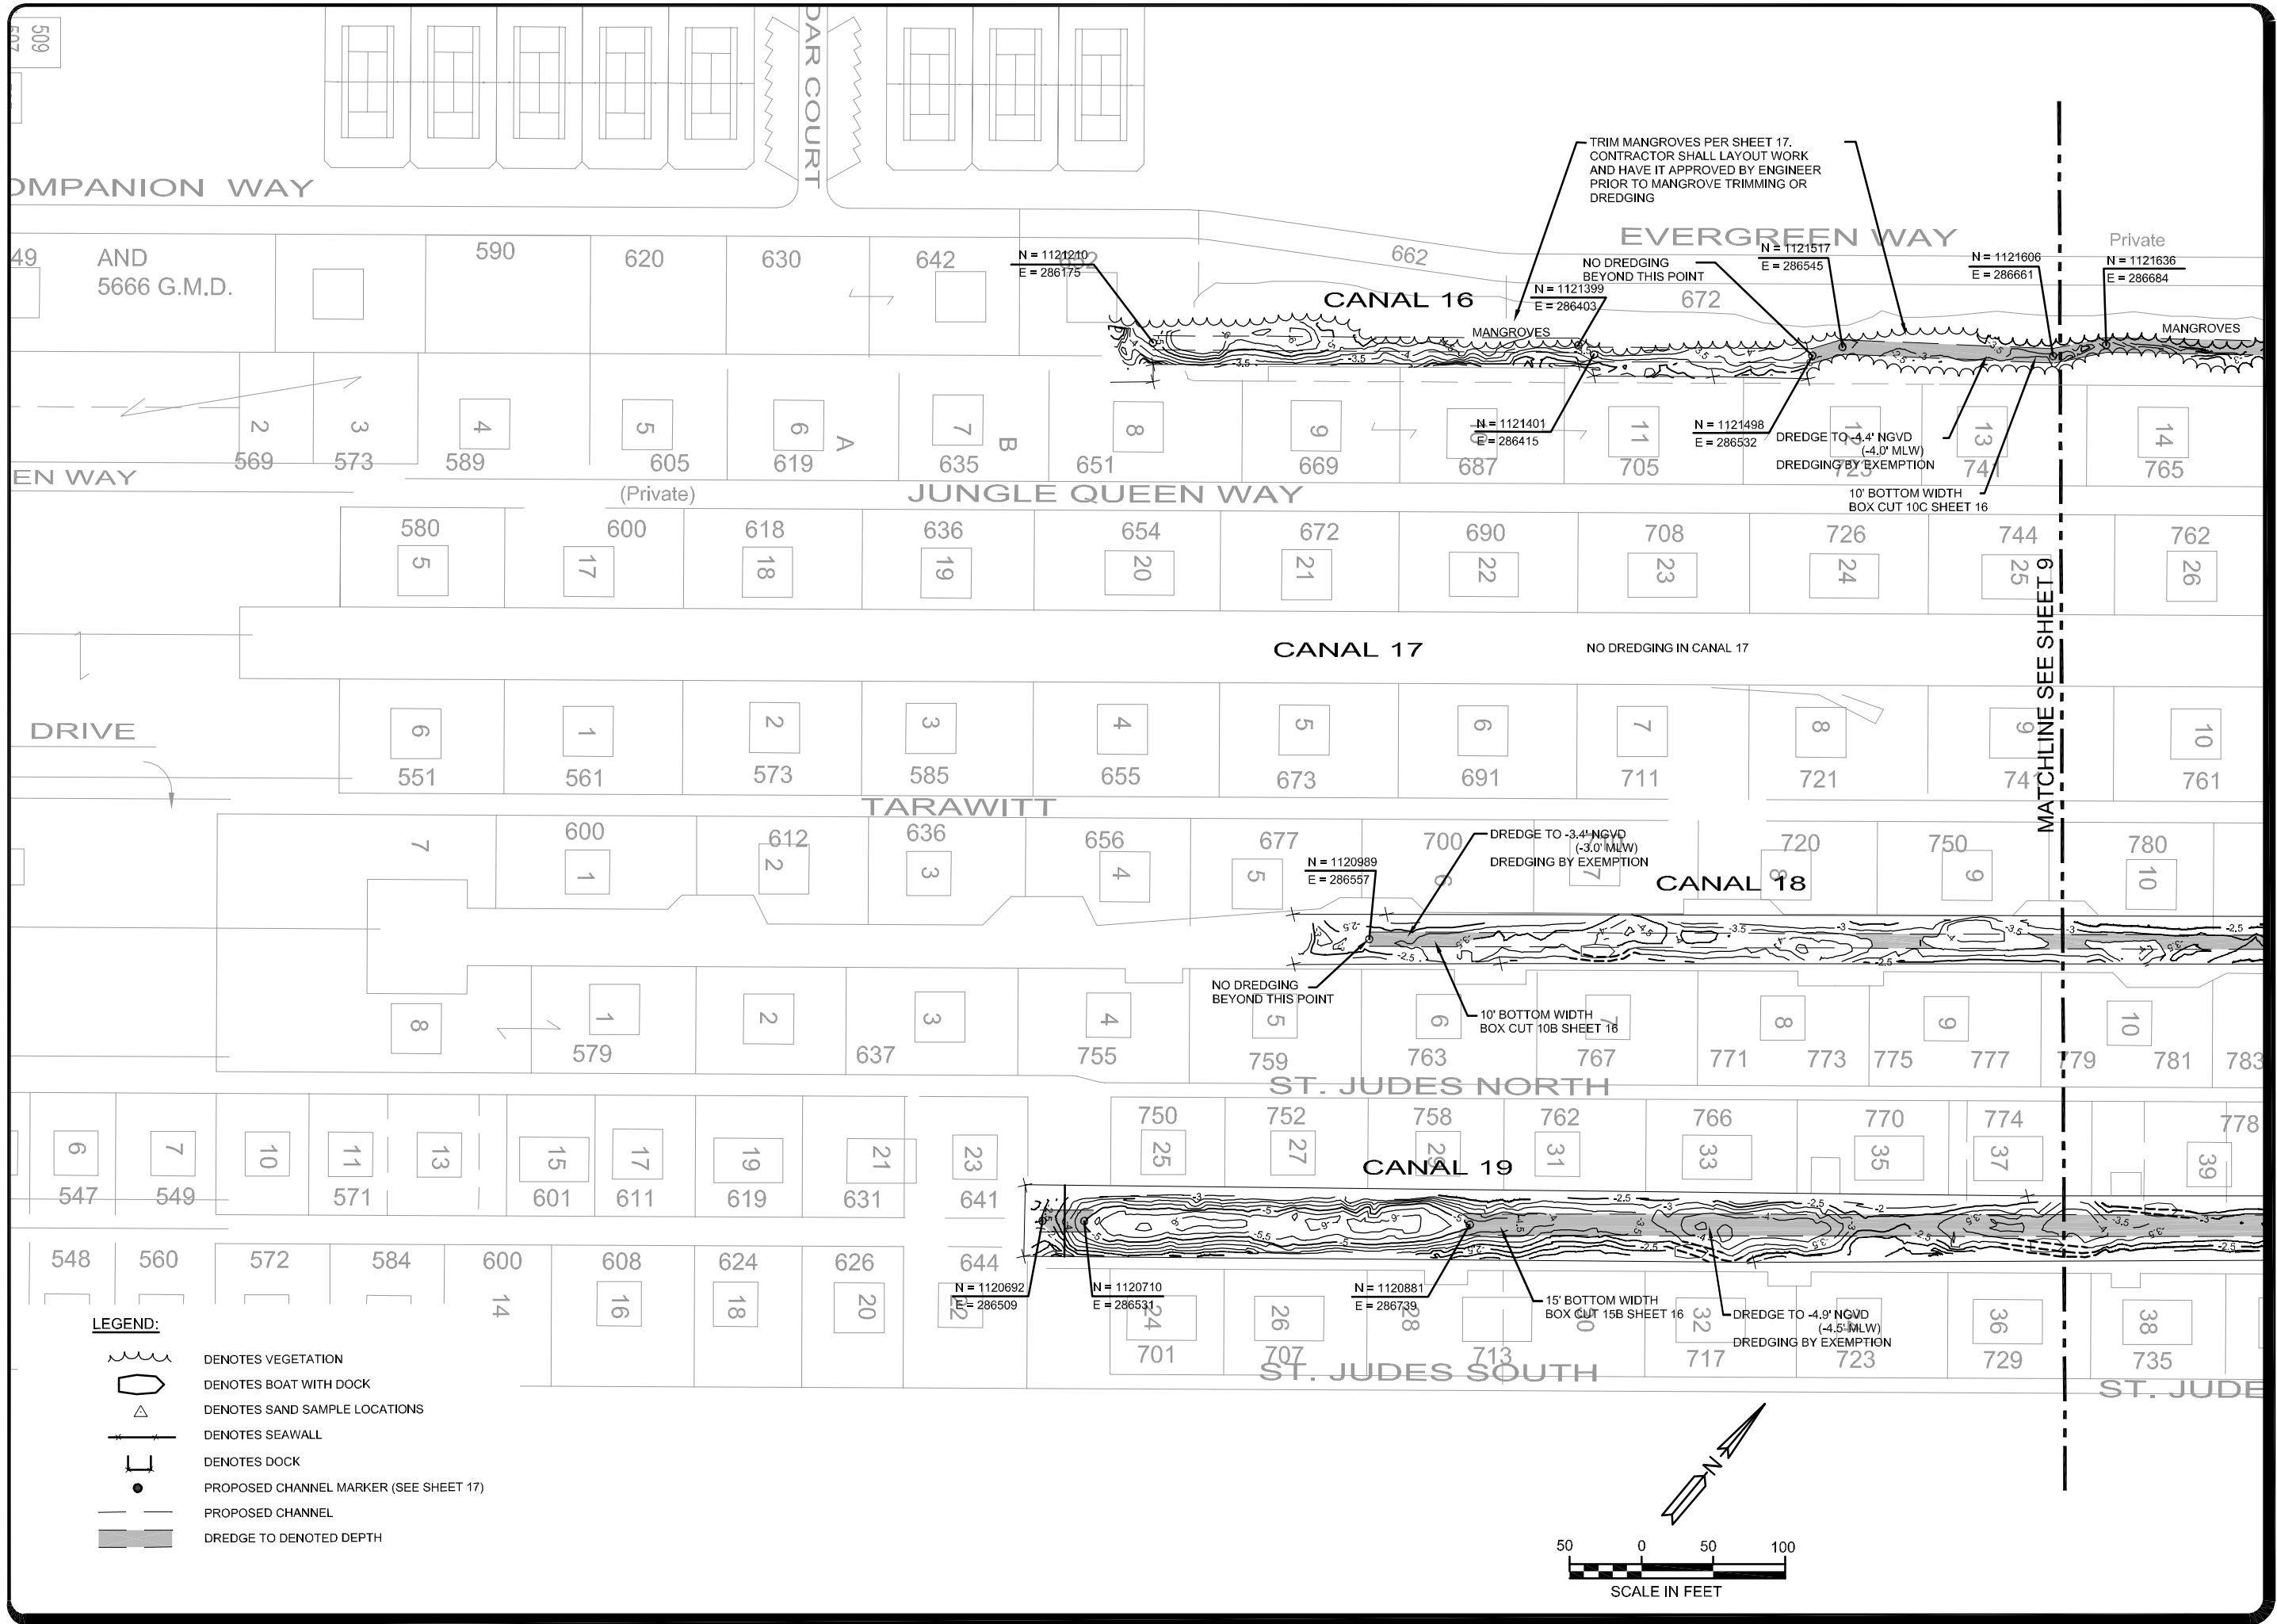 509
DAR COURT
OMPANION WAY
TRIM MANGROVES PER SHEET 17.
CONTRACTOR SHALL LAYOUT WORK
AND HAVE IT APPROVED BY ENGINEER
PRIOR TO MANGROVE TRIMMING OR
DREDGING
EVERGREEN WAY
Private
49
AND
5666 G.M.D.
590
620
630
642
652
662
672
N = 1121210
E = 286175
CANAL 16
N = 1121399
E = 286403
NO DREDGING
BEYOND THIS POINT
N = 1121517
E = 286545
N = 1121606
E = 286661
N = 1121636
E = 286684
MANGROVES
MANGROVES
N = 1121401
E = 286415
N = 1121498
E = 286532
DREDGE TO -4.4' NGVD
(-4.0' MLW)
DREDGING BY EXEMPTION
10' BOTTOM WIDTH
BOX CUT 10C SHEET 16
2 3 4 5 6 A 7 B 8 9 11 12 13 14
569 573 589 605 619 635 651 669 687 705 723 741 765
EN WAY
(Private)
JUNGLE QUEEN WAY
580 600 618 636 654 672 690 708 726 744 762
5 17 18 19 20 21 22 23 24 25 26
MATCHLINE SEE SHEET 9
CANAL 17
NO DREDGING IN CANAL 17
DRIVE
6 1 2 3 4 5 6 7 8 9 10
551 561 573 585 655 673 691 711 721 741 761
TARAWITT
600 612 636 656 677 700 720 750 780
7 1 2 3 4 5 6 7 8 9 10
DREDGE TO -3.4' NGVD
(-3.0' MLW)
DREDGING BY EXEMPTION
N = 1120989
E = 286557
CANAL 18
NO DREDGING
BEYOND THIS POINT
10' BOTTOM WIDTH
BOX CUT 10B SHEET 16
8 1 2 3 4 5 6 7 8 9 10
579 637 755 759 763 767 771 773 775 777 779 781 783
ST. JUDES NORTH
750 752 758 762 766 770 774 778
6 7 10 11 13 15 17 19 21 23 25 27 29 31 33 35 37 39
547 549 571 601 611 619 631 641
CANAL 19
548 560 572 584 600 608 624 626 644
N = 1120692
E = 286509
N = 1120710
E = 286531
N = 1120881
E = 286739
15' BOTTOM WIDTH
BOX CUT 15B SHEET 16
DREDGE TO -4.9' NGVD
(-4.5' MLW)
DREDGING BY EXEMPTION
14 16 18 20 22 24 26 28 30 32 36 38
701 707 713 717 723 729 735
ST. JUDES SOUTH
ST. JUDE
LEGEND:
DENOTES VEGETATION
DENOTES BOAT WITH DOCK
DENOTES SAND SAMPLE LOCATIONS
DENOTES SEAWALL
DENOTES DOCK
PROPOSED CHANNEL MARKER (SEE SHEET 17)
PROPOSED CHANNEL
DREDGE TO DENOTED DEPTH
N
50 0 50 100
SCALE IN FEET